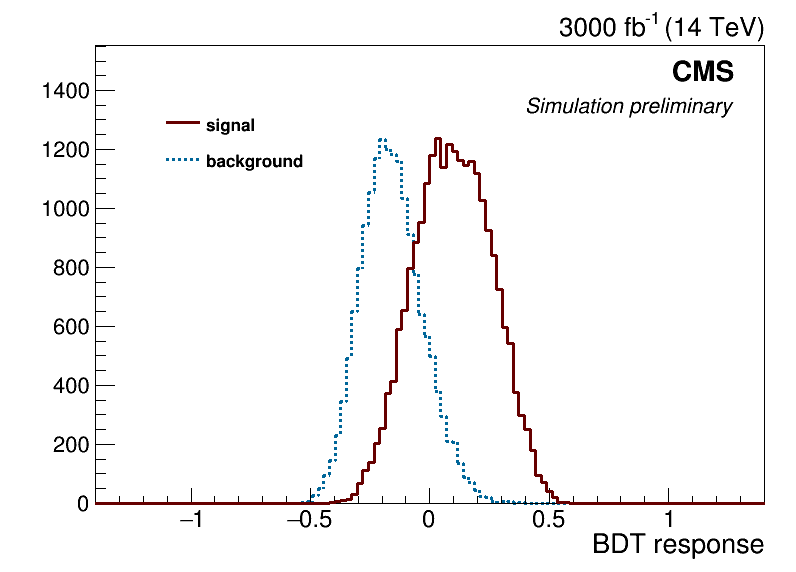 3000 fb⁻¹ (14 TeV)
CMS
Simulation preliminary
signal
background
1400
1200
1000
800
600
400
200
0
−1 −0.5 0 0.5 1
BDT response